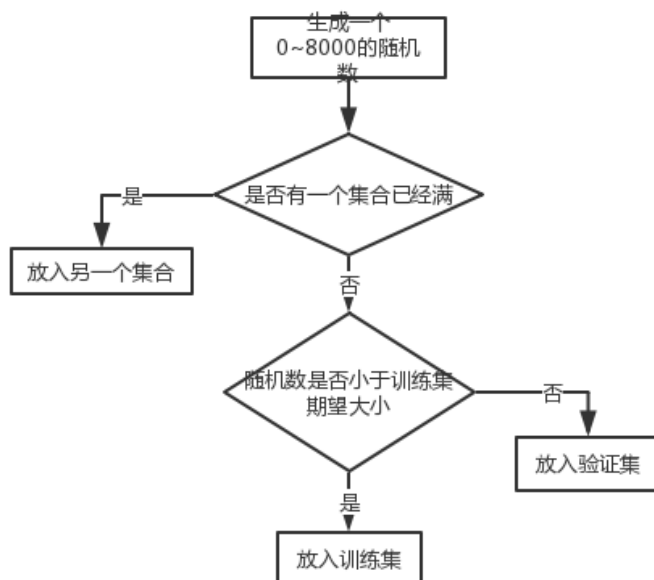 生成一个
0~8000的随机
数
是否有一个集合已经满
是
放入另一个集合
否
随机数是否小于训练集
期望大小
否
放入验证集
是
放入训练集